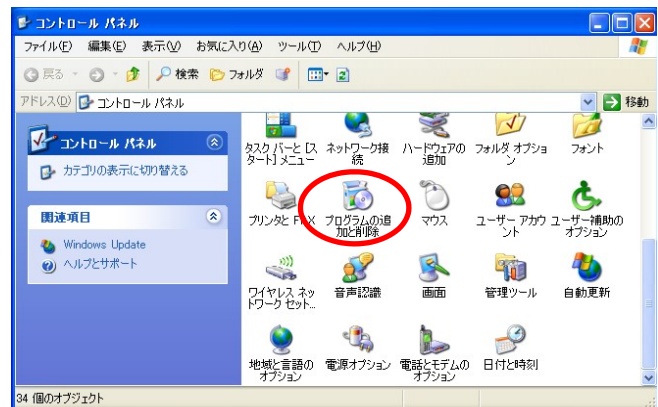 コントロール パネル
ファイル(F) 編集(E) 表示(V) お気に入り(A) ツール(T) ヘルプ(H)
戻る 検索 フォルダ
アドレス(D) コントロール パネル 移動
コントロール パネル
カテゴリの表示に切り替える
関連項目
Windows Update
ヘルプとサポート
タスク バーと [ス
タート] メニュー
ネットワーク接
続
ハードウェアの
追加
フォルダ オプショ
ン
フォント
プリンタと FAX
プログラムの追
加と削除
マウス
ユーザー アカウ
ント
ユーザー補助の
オプション
ワイヤレス ネッ
トワーク セット...
音声認識
画面
管理ツール
自動更新
地域と言語の
オプション
電源オプション
電話とモデムの
オプション
日付と時刻
34 個のオブジェクト